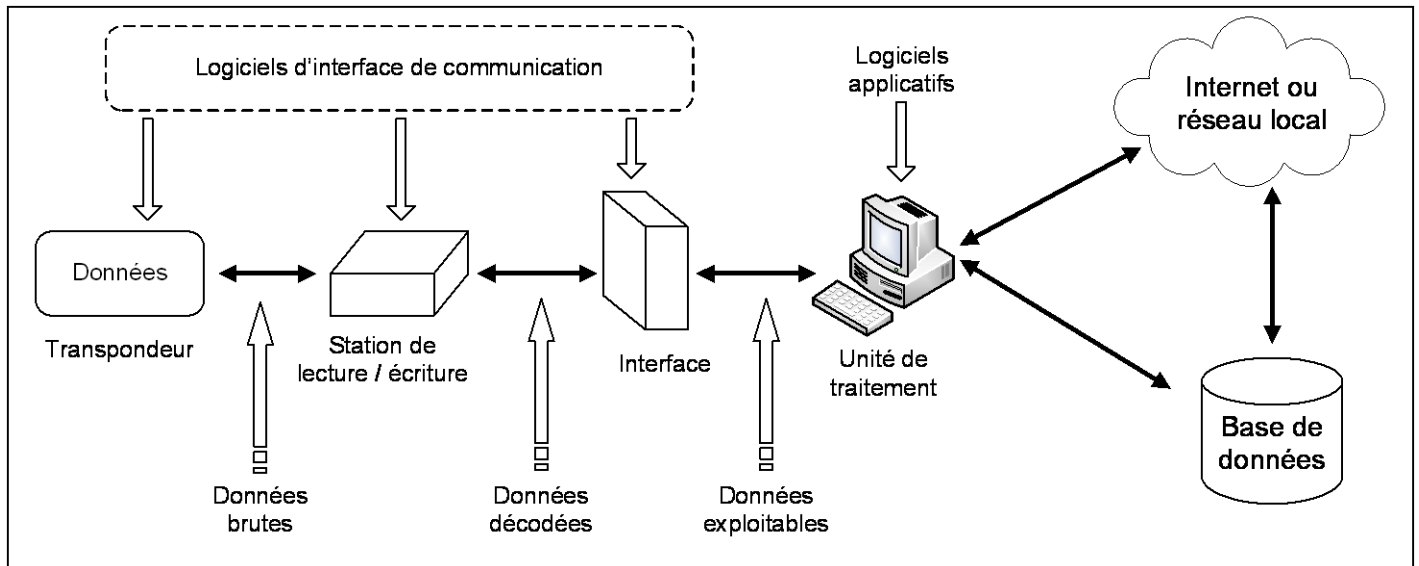 Logiciels d'interface de communication
Logiciels
applicatifs
Internet ou
réseau local
Données
Transpondeur
Station de
lecture / écriture
Interface
Unité de
traitement
Base de
données
Données
brutes
Données
décodées
Données
exploitables